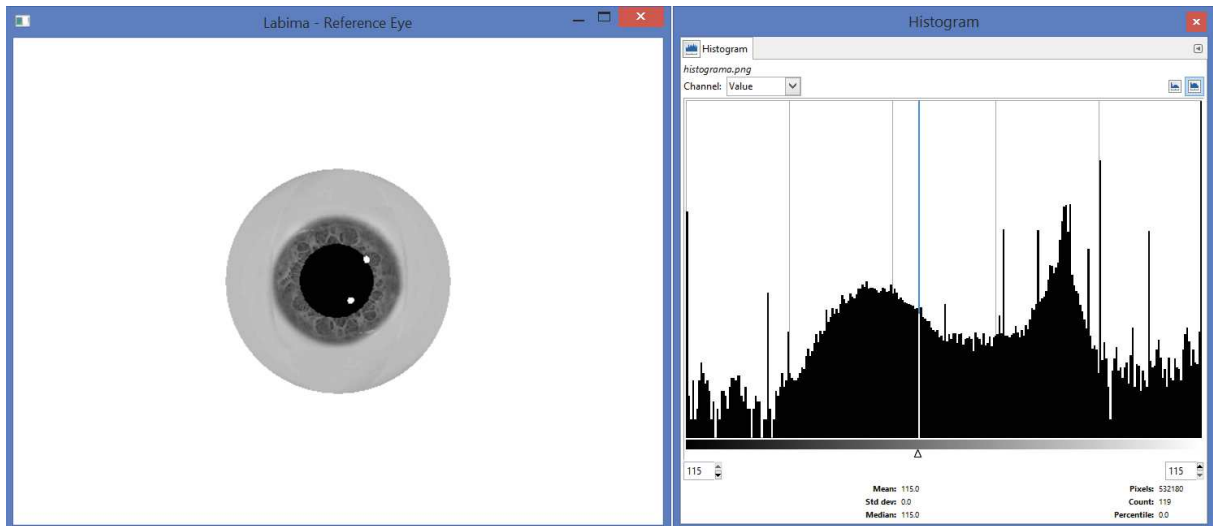 Labima - Reference Eye
Histogram
Histogram
histograma.png
Channel: Value
115
115
Mean: 115.0
Pixels: 532180
Std dev: 0.0
Count: 119
Median: 115.0
Percentile: 0.0